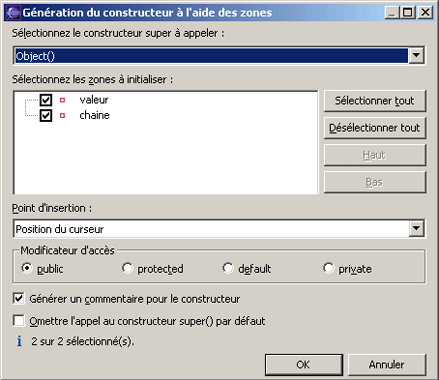 Génération du constructeur à l'aide des zones
Sélectionnez le constructeur super à appeler :
Object()
Sélectionnez les zones à initialiser :
valeur
chaine
Sélectionner tout
Désélectionner tout
Haut
Bas
Point d'insertion :
Position du curseur
Modificateur d'accès
public protected default private
Générer un commentaire pour le constructeur
Omettre l'appel au constructeur super() par défaut
2 sur 2 sélectionné(s).
OK Annuler